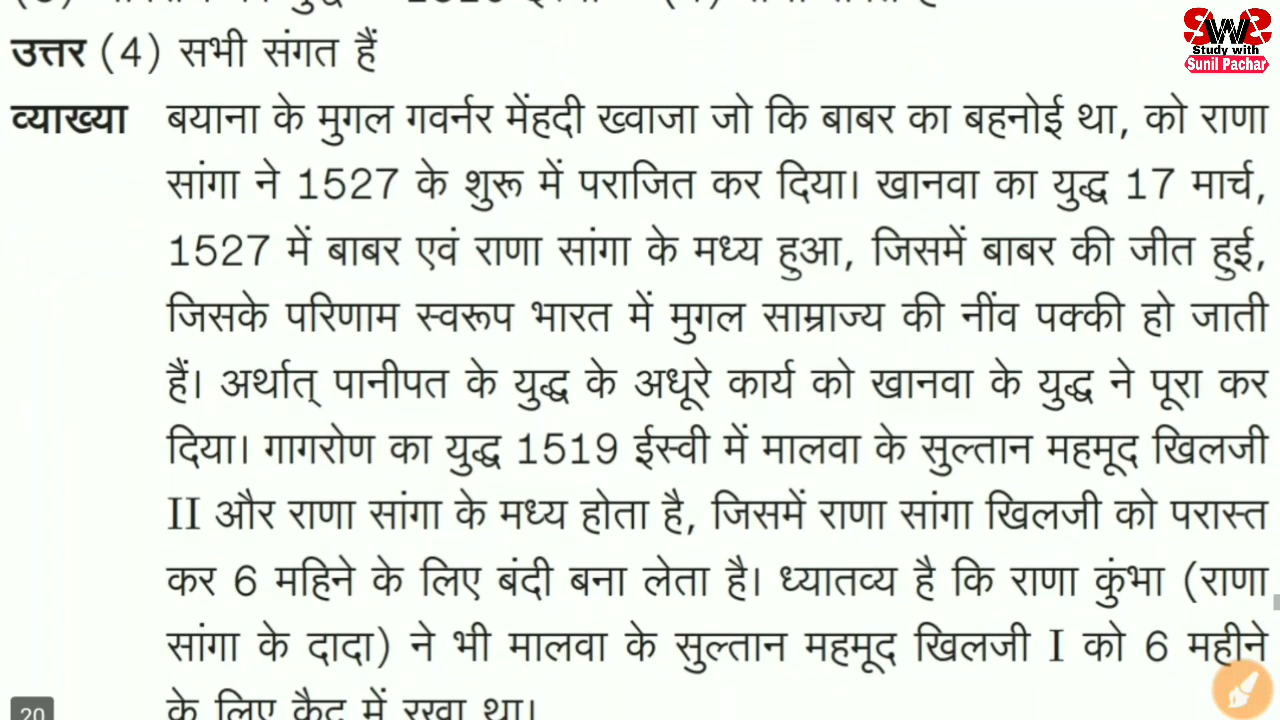 उत्तर (4) सभी संगत हैं
SWS
Study with
Sunil Pachar
व्याख्या बयाना के मुगल गवर्नर मेंहदी ख्वाजा जो कि बाबर का बहनोई था, को राणा
सांगा ने 1527 के शुरू में पराजित कर दिया। खानवा का युद्ध 17 मार्च,
1527 में बाबर एवं राणा सांगा के मध्य हुआ, जिसमें बाबर की जीत हुई,
जिसके परिणाम स्वरूप भारत में मुगल साम्राज्य की नींव पक्की हो जाती
हैं। अर्थात् पानीपत के युद्ध के अधूरे कार्य को खानवा के युद्ध ने पूरा कर
दिया। गागरोण का युद्ध 1519 ईस्वी में मालवा के सुल्तान महमूद खिलजी
II और राणा सांगा के मध्य होता है, जिसमें राणा सांगा खिलजी को परास्त
कर 6 महिने के लिए बंदी बना लेता है। ध्यातव्य है कि राणा कुंभा (राणा
सांगा के दादा) ने भी मालवा के सुल्तान महमूद खिलजी I को 6 महीने
के लिए कैद में रखा था।
20